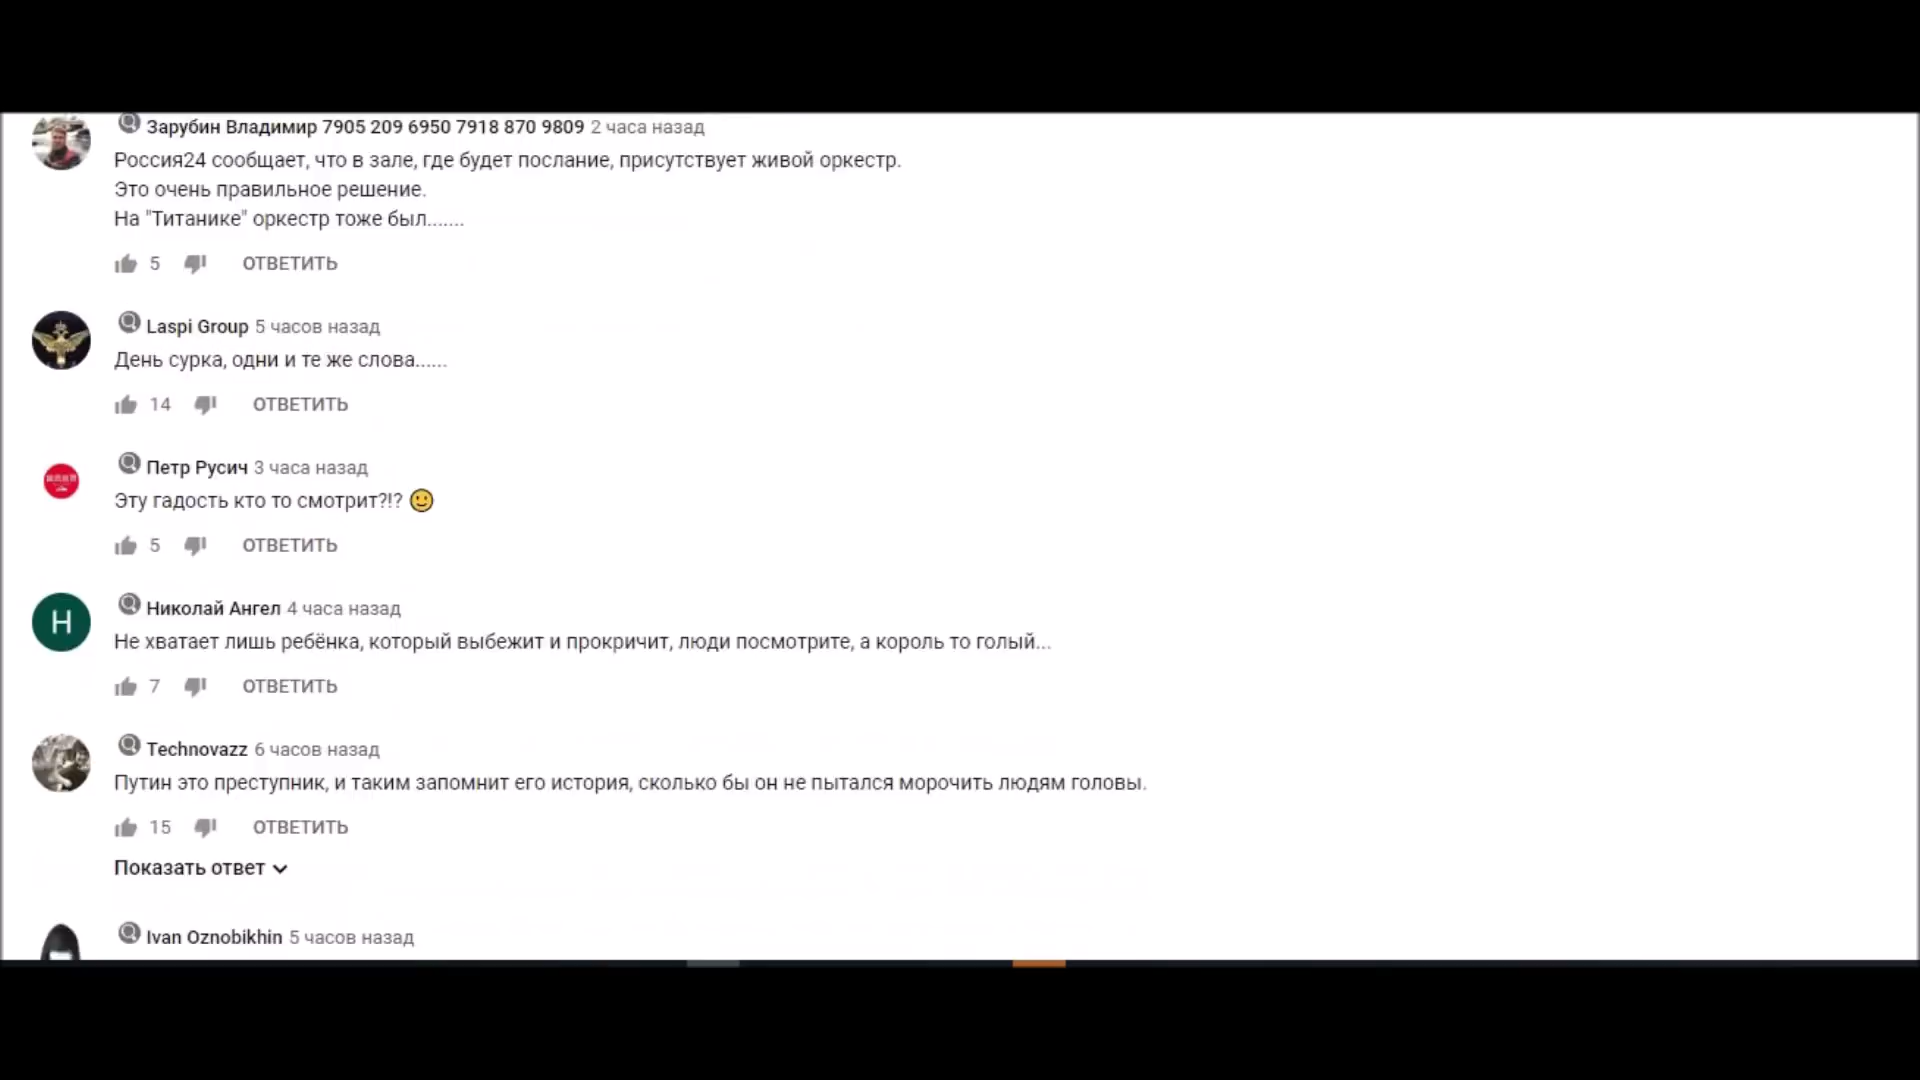 Зарубин Владимир 7905 209 6950 7918 870 9809 2 часа назад
Россия24 сообщает, что в зале, где будет послание, присутствует живой оркестр.
Это очень правильное решение.
На "Титанике" оркестр тоже был.......
5 ОТВЕТИТЬ
Laspi Group 5 часов назад
День сурка, одни и те же слова......
14 ОТВЕТИТЬ
Петр Русич 3 часа назад
Эту гадость кто то смотрит?!? 🙂
5 ОТВЕТИТЬ
Н
Николай Ангел 4 часа назад
Не хватает лишь ребёнка, который выбежит и прокричит, люди посмотрите, а король то голый...
7 ОТВЕТИТЬ
Technovazz 6 часов назад
Путин это преступник, и таким запомнит его история, сколько бы он не пытался морочить людям головы.
15 ОТВЕТИТЬ
Показать ответ
Ivan Oznobikhin 5 часов назад